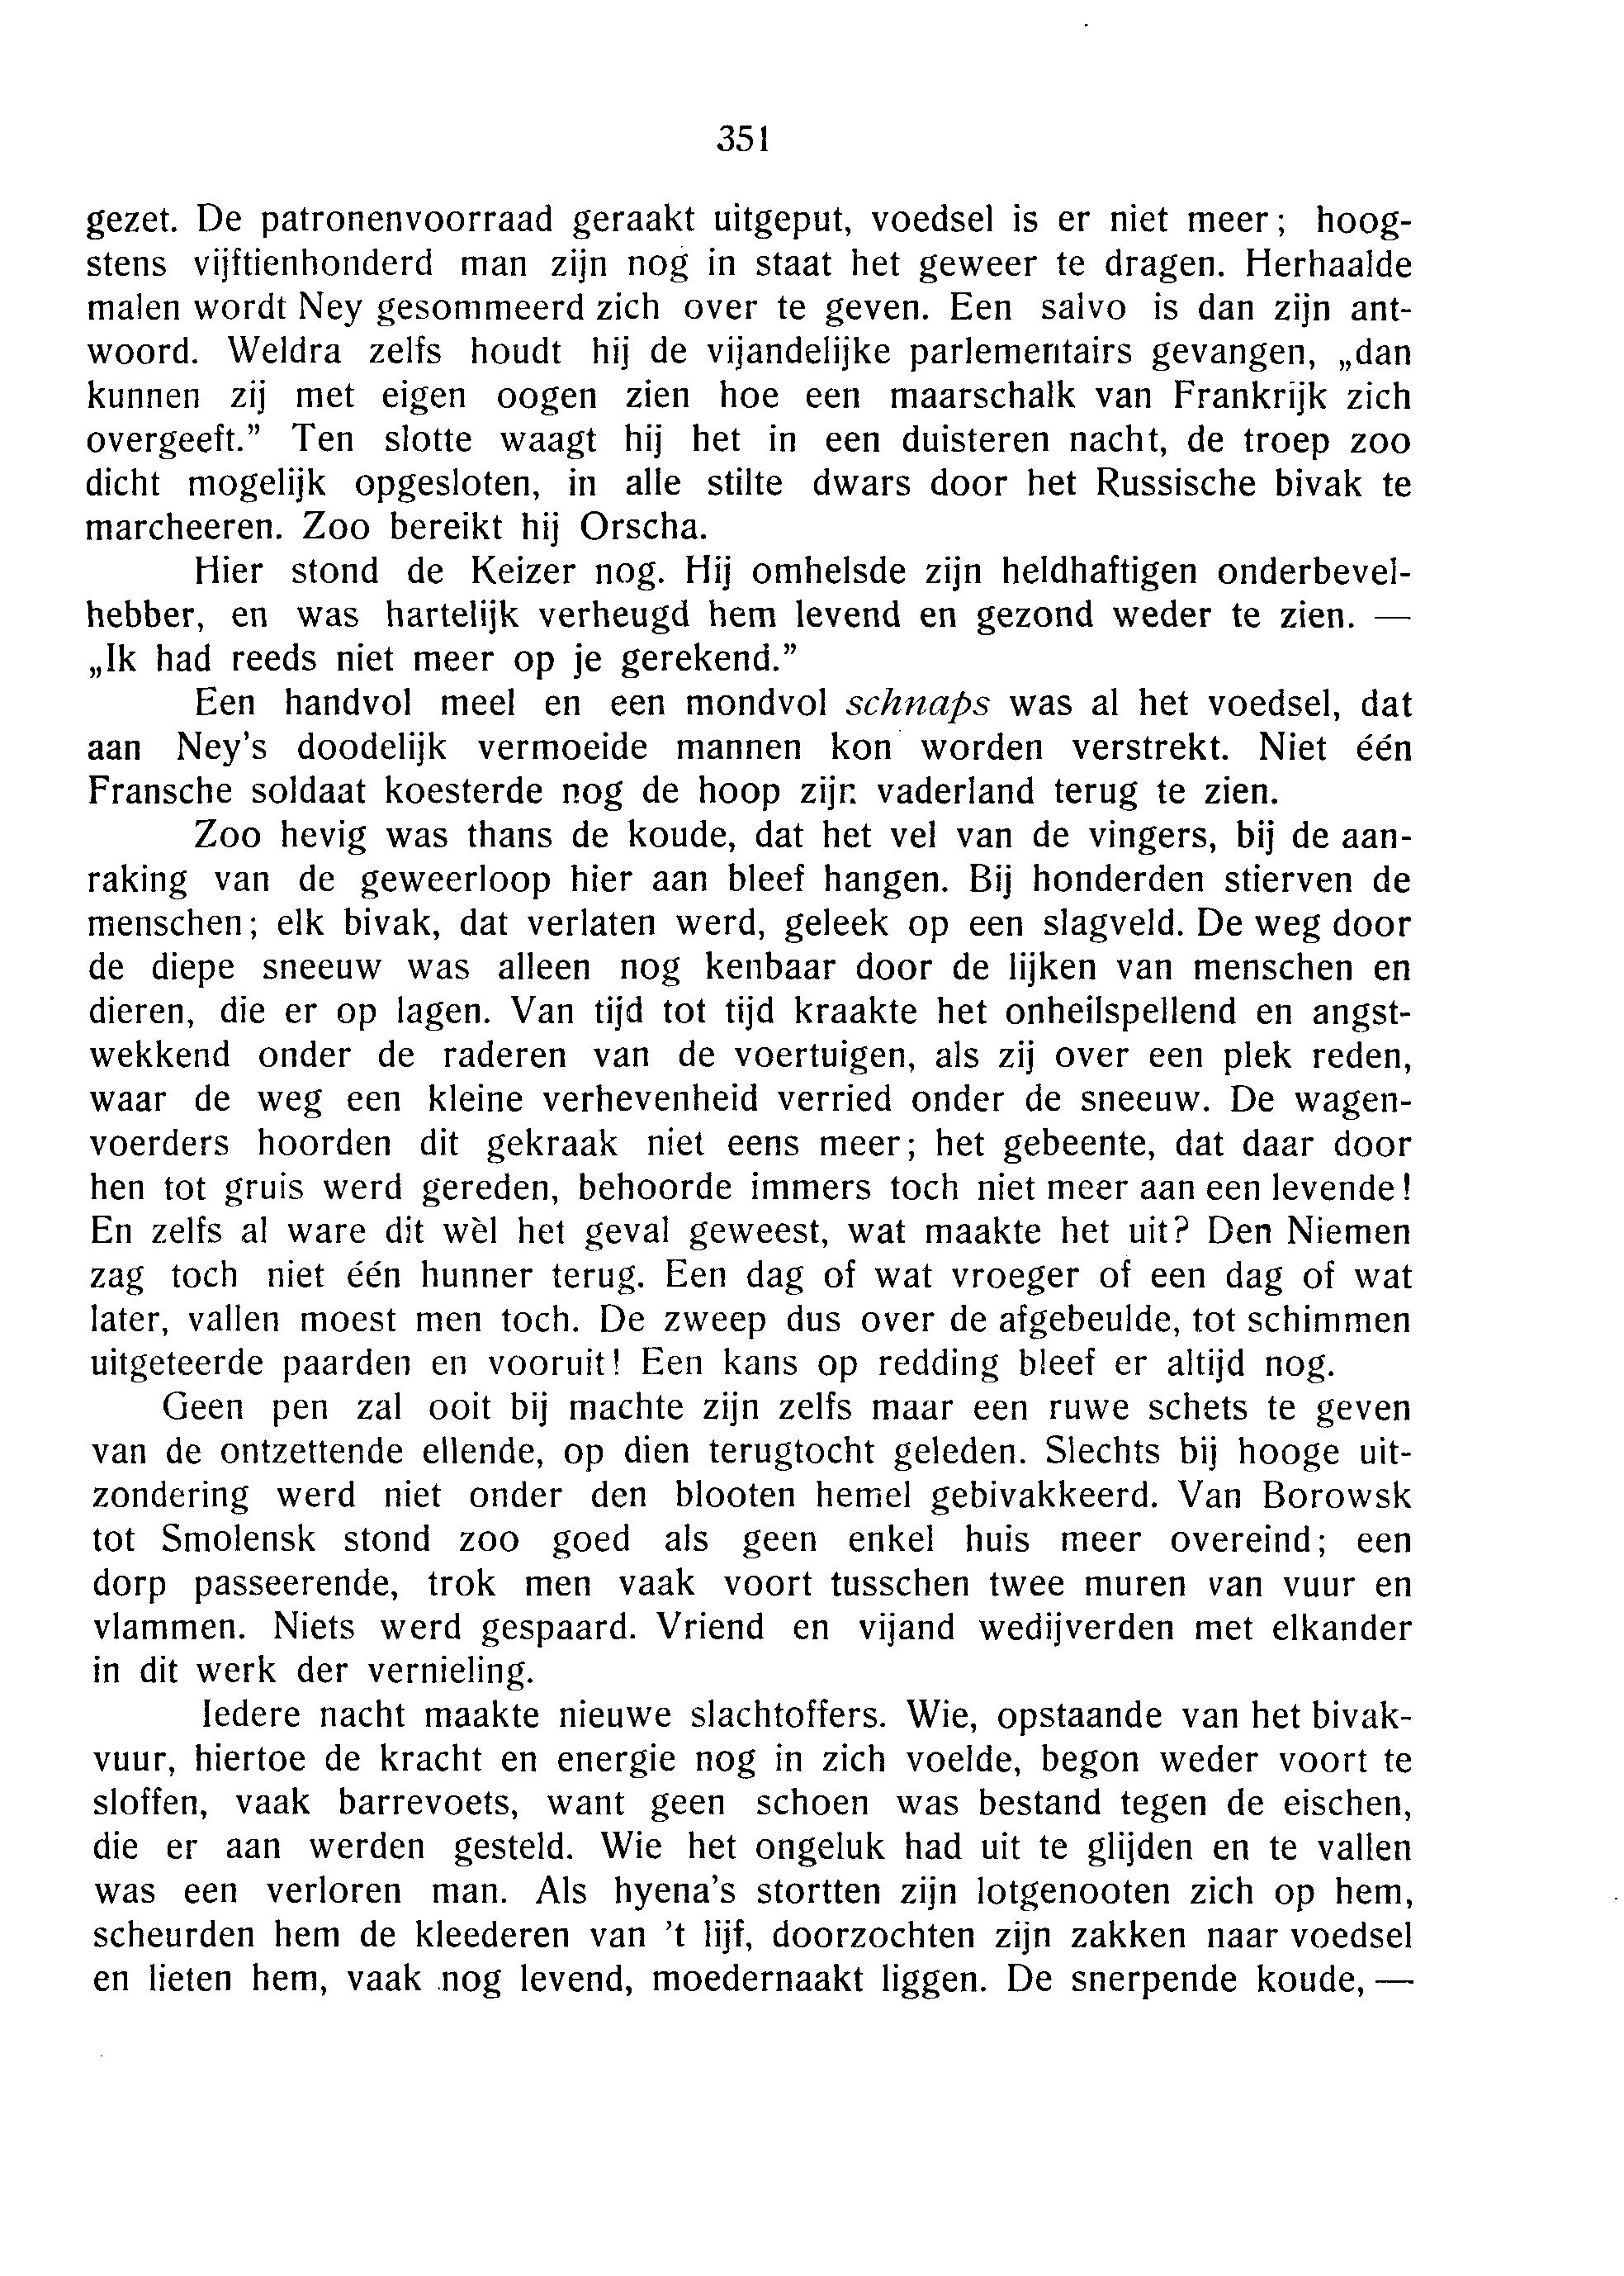 351
gezet. De patronenvoorraad geraakt uitgeput, voedsel is er niet meer; hoog-
stens vijftienhonderd man zijn nog in staat het geweer te dragen. Herhaalde
malen wordt Ney gesommeerd zich over te geven. Een salvo is dan zijn ant-
woord. Weldra zelfs houdt hij de vijandelijke parlementairs gevangen, „dan
kunnen zij met eigen oogen zien hoe een maarschalk van Frankrijk zich
overgeeft.” Ten slotte waagt hij het in een duisteren nacht, de troep zoo
dicht mogelijk opgesloten, in alle stilte dwars door het Russische bivak te
marcheeren. Zoo bereikt hij Orscha.
Hier stond de Keizer nog. Hij omhelsde zijn heldhaftigen onderbevel-
hebber, en was hartelijk verheugd hem levend en gezond weder te zien. —
„Ik had reeds niet meer op je gerekend.”
Een handvol meel en een mondvol schnaps was al het voedsel, dat
aan Ney’s doodelijk vermoeide mannen kon worden verstrekt. Niet één
Fransche soldaat koesterde nog de hoop zijn vaderland terug te zien.
Zoo hevig was thans de koude, dat het vel van de vingers, bij de aan-
raking van de geweerloop hier aan bleef hangen. Bij honderden stierven de
menschen; elk bivak, dat verlaten werd, geleek op een slagveld. De weg door
de diepe sneeuw was alleen nog kenbaar door de lijken van menschen en
dieren, die er op lagen. Van tijd tot tijd kraakte het onheilspellend en angst-
wekkend onder de raderen van de voertuigen, als zij over een plek reden,
waar de weg een kleine verhevenheid verried onder de sneeuw. De wagen-
voerders hoorden dit gekraak niet eens meer; het gebeente, dat daar door
hen tot gruis werd gereden, behoorde immers toch niet meer aan een levende!
En zelfs al ware dit wèl het geval geweest, wat maakte het uit? Den Niemen
zag toch niet één hunner terug. Een dag of wat vroeger of een dag of wat
later, vallen moest men toch. De zweep dus over de afgebeulde, tot schimmen
uitgeteerde paarden en vooruit! Een kans op redding bleef er altijd nog.
Geen pen zal ooit bij machte zijn zelfs maar een ruwe schets te geven
van de ontzettende ellende, op dien terugtocht geleden. Slechts bij hooge uit-
zondering werd niet onder den blooten hemel gebivakkeerd. Van Borowsk
tot Smolensk stond zoo goed als geen enkel huis meer overeind; een
dorp passeerende, trok men vaak voort tusschen twee muren van vuur en
vlammen. Niets werd gespaard. Vriend en vijand wedijverden met elkander
in dit werk der vernieling.
Iedere nacht maakte nieuwe slachtoffers. Wie, opstaande van het bivak-
vuur, hiertoe de kracht en energie nog in zich voelde, begon weder voort te
sloffen, vaak barrevoets, want geen schoen was bestand tegen de eischen,
die er aan werden gesteld. Wie het ongeluk had uit te glijden en te vallen
was een verloren man. Als hyena’s stortten zijn lotgenooten zich op hem,
scheurden hem de kleederen van ’t lijf, doorzochten zijn zakken naar voedsel
en lieten hem, vaak nog levend, moedernaakt liggen. De snerpende koude, —